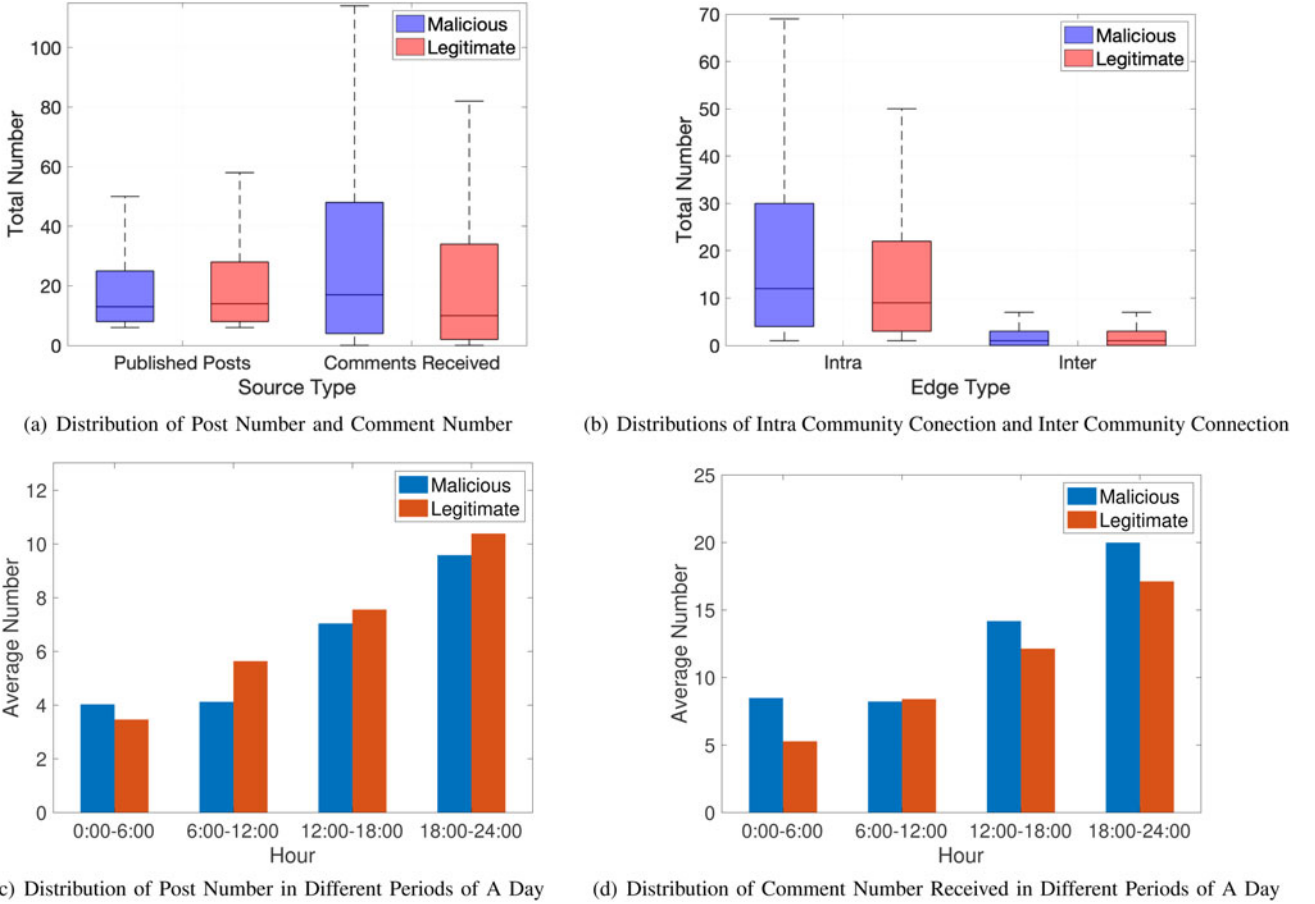 Malicious
Legitimate
100
80
60
40
20
0
Total Number
Published Posts
Comments Received
Source Type
(a) Distribution of Post Number and Comment Number
Malicious
Legitimate
70
60
50
40
30
20
10
0
Total Number
Intra
Inter
Edge Type
(b) Distributions of Intra Community Conection and Inter Community Connection
Malicious
Legitimate
12
10
8
6
4
2
0
Average Number
0:00-6:00
6:00-12:00
12:00-18:00
18:00-24:00
Hour
c) Distribution of Post Number in Different Periods of A Day
Malicious
Legitimate
25
20
15
10
5
0
Average Number
0:00-6:00
6:00-12:00
12:00-18:00
18:00-24:00
Hour
(d) Distribution of Comment Number Received in Different Periods of A Day